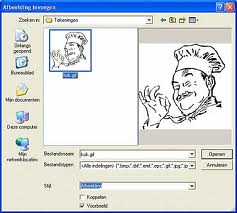 Afbeelding invoegen
Zoeken in:
Tekeningen
Onlangs geopend
Bureaublad
Mijn documenten
Deze computer
Mijn netwerklocaties
kok.gif
Bestandsnaam:
kok.gif
Openen
Bestandstypen:
Annuleren
Stijl:
Afbeelding
Koppelen
Voorbeeld